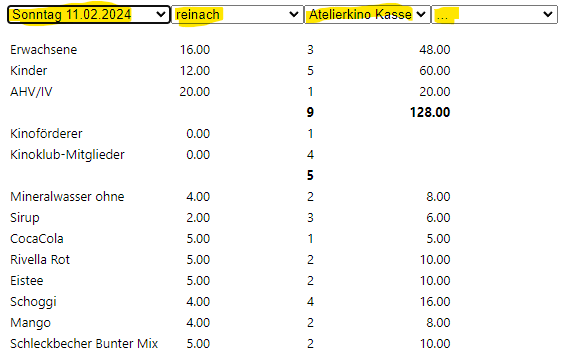 Sonntag 11.02.2024 reinach Atelierkino Kasse ...
Erwachsene 16.00 3 48.00
Kinder 12.00 5 60.00
AHV/IV 20.00 1 20.00
9 128.00
Kinoförderer 0.00 1
Kinoklub-Mitglieder 0.00 4
5
Mineralwasser ohne 4.00 2 8.00
Sirup 2.00 3 6.00
CocaCola 5.00 1 5.00
Rivella Rot 5.00 2 10.00
Eistee 5.00 2 10.00
Schoggi 4.00 4 16.00
Mango 4.00 2 8.00
Schleckbecher Bunter Mix 5.00 2 10.00